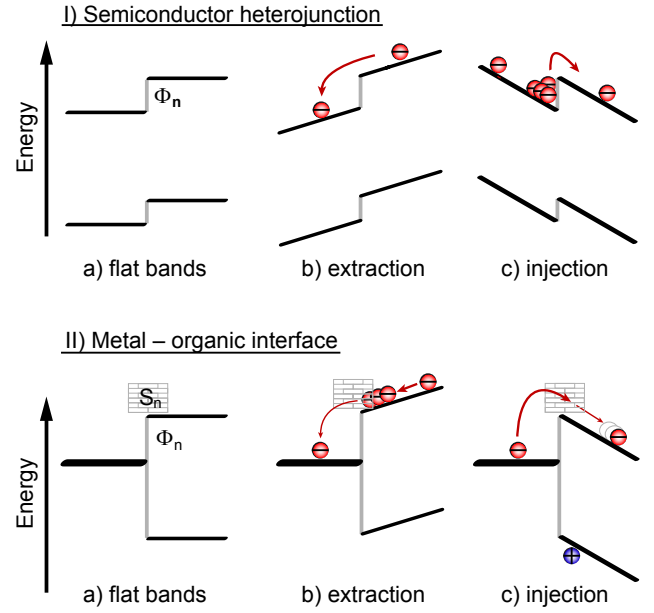 I) Semiconductor heterojunction
Energy
Φn
a) flat bands
b) extraction
c) injection
II) Metal – organic interface
Energy
Sn
Φn
a) flat bands
b) extraction
c) injection